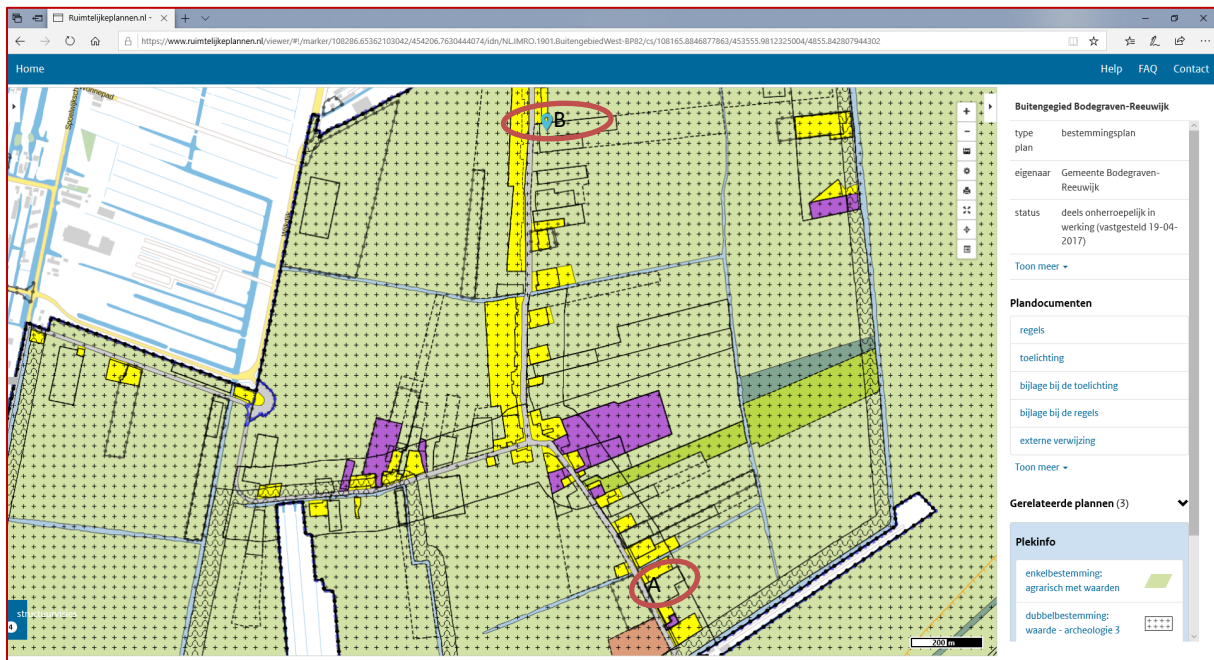 Ruimtelijkeplannen.nl -
https://www.ruimtelijkeplannen.nl/viewer/#!/marker/108286.65362103042/454206.7630444074/idn/NL.IMRO.1901.BuitengebiedWest-BP82/cs/108165.8846877863/453555.9812325004/4855.842807944302
Home
Help FAQ Contact
B
A
200 m
4
Buitengegied Bodegraven-Reeuwijk
type plan bestemmingsplan
eigenaar Gemeente Bodegraven-
Reeuwijk
status deels onherroepelijk in
werking (vastgesteld 19-04-
2017)
Toon meer
Plandocumenten
regels
toelichting
bijlage bij de toelichting
bijlage bij de regels
externe verwijzing
Toon meer
Gerelateerde plannen (3)
Plekinfo
enkelbestemming:
agrarisch met waarden
dubbelbestemming:
waarde - archeologie 3